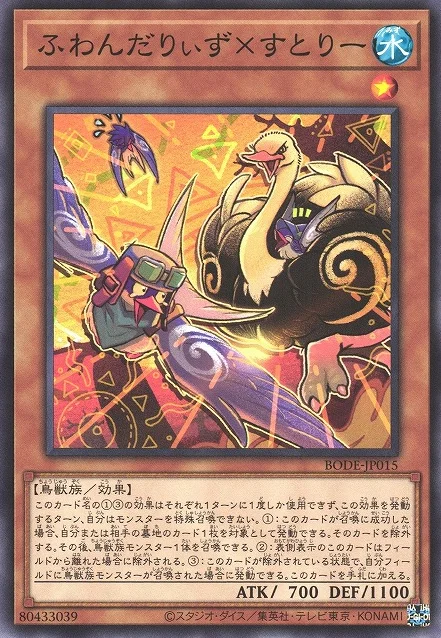 ふわんだりぃず×すとりー
水
BODE-JP015
【鳥獣族／効果】
このカード名の①③の効果はそれぞれ１ターンに１度しか使用できず、この効果を発動
するターン、自分はモンスターを特殊召喚できない。①：このカードが召喚に成功した
場合、自分または相手の墓地のカード１枚を対象として発動できる。そのカードを除外
する。その後、鳥獣族モンスター１体を召喚できる。②：表側表示のこのカードはフィー
ルドから離れた場合に除外される。③：このカードが除外されている状態で、自分フィー
ルドに鳥獣族モンスターが召喚された場合に発動できる。このカードを手札に加える。
ATK/ 700 DEF/1100
80433039
©スタジオ・ダイス/集英社・テレビ東京・KONAMI